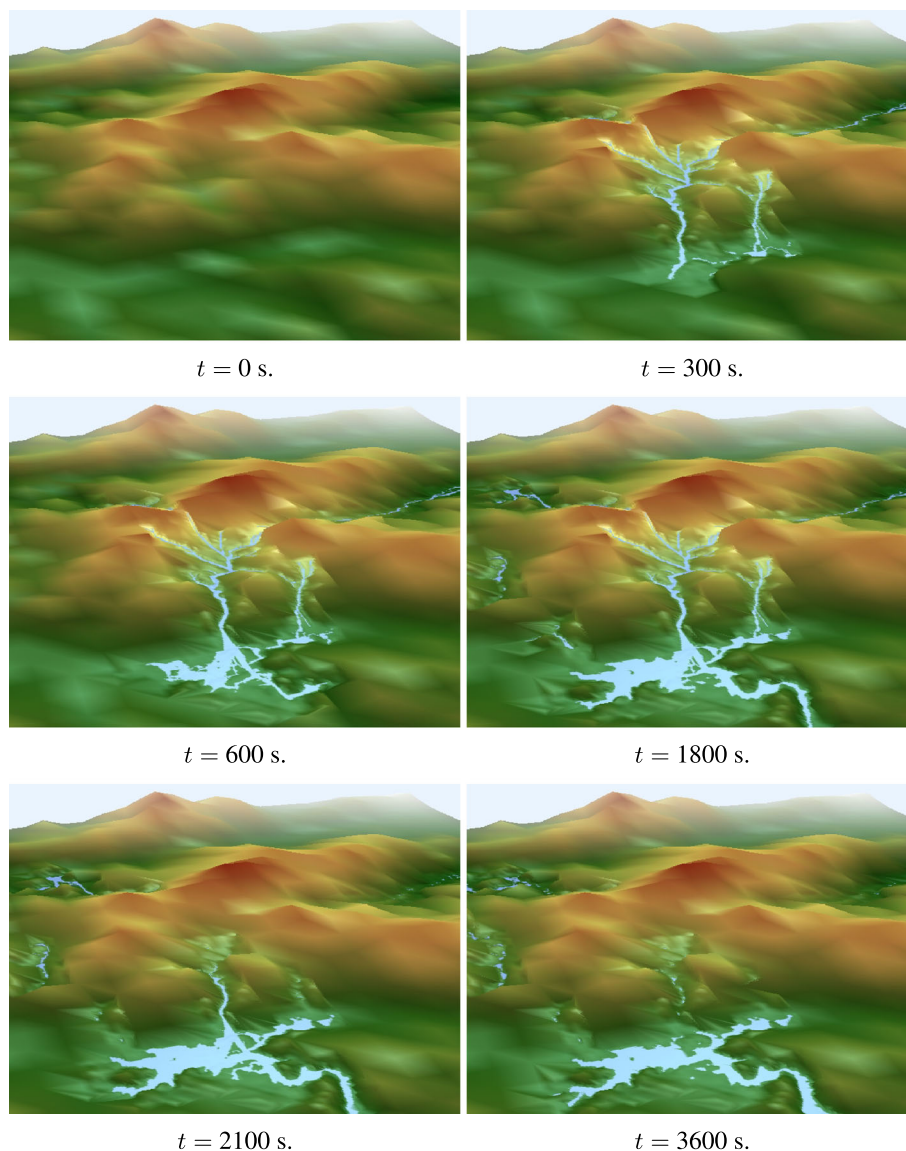 t = 0 s.
t = 300 s.
t = 600 s.
t = 1800 s.
t = 2100 s.
t = 3600 s.